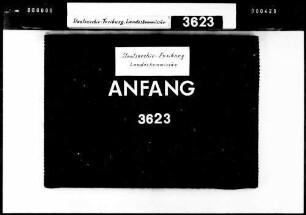 Staatsarchiv-Freiburg, Landeskommissär
3623
Staatsarchiv-Freiburg
Landeskommissär
ANFANG
3623